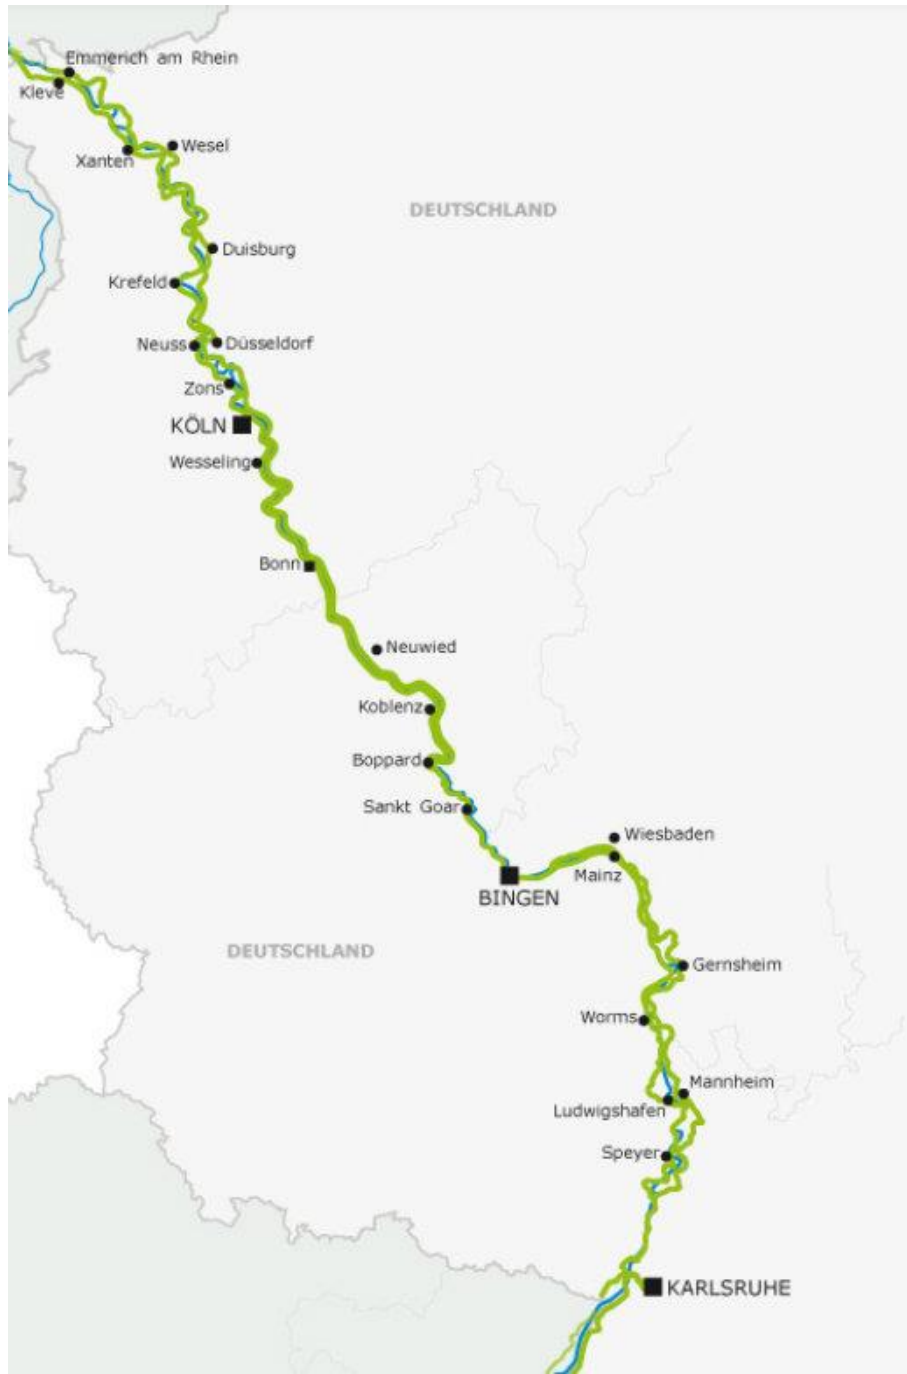 Emmerich am Rhein
Kleve
Wesel
Xanten
DEUTSCHLAND
Duisburg
Krefeld
Neuss
Düsseldorf
Zons
KÖLN
Wesseling
Bonn
Neuwied
Koblenz
Boppard
Sankt Goar
Wiesbaden
Mainz
BINGEN
DEUTSCHLAND
Gernsheim
Worms
Mannheim
Ludwigshafen
Speyer
KARLSRUHE